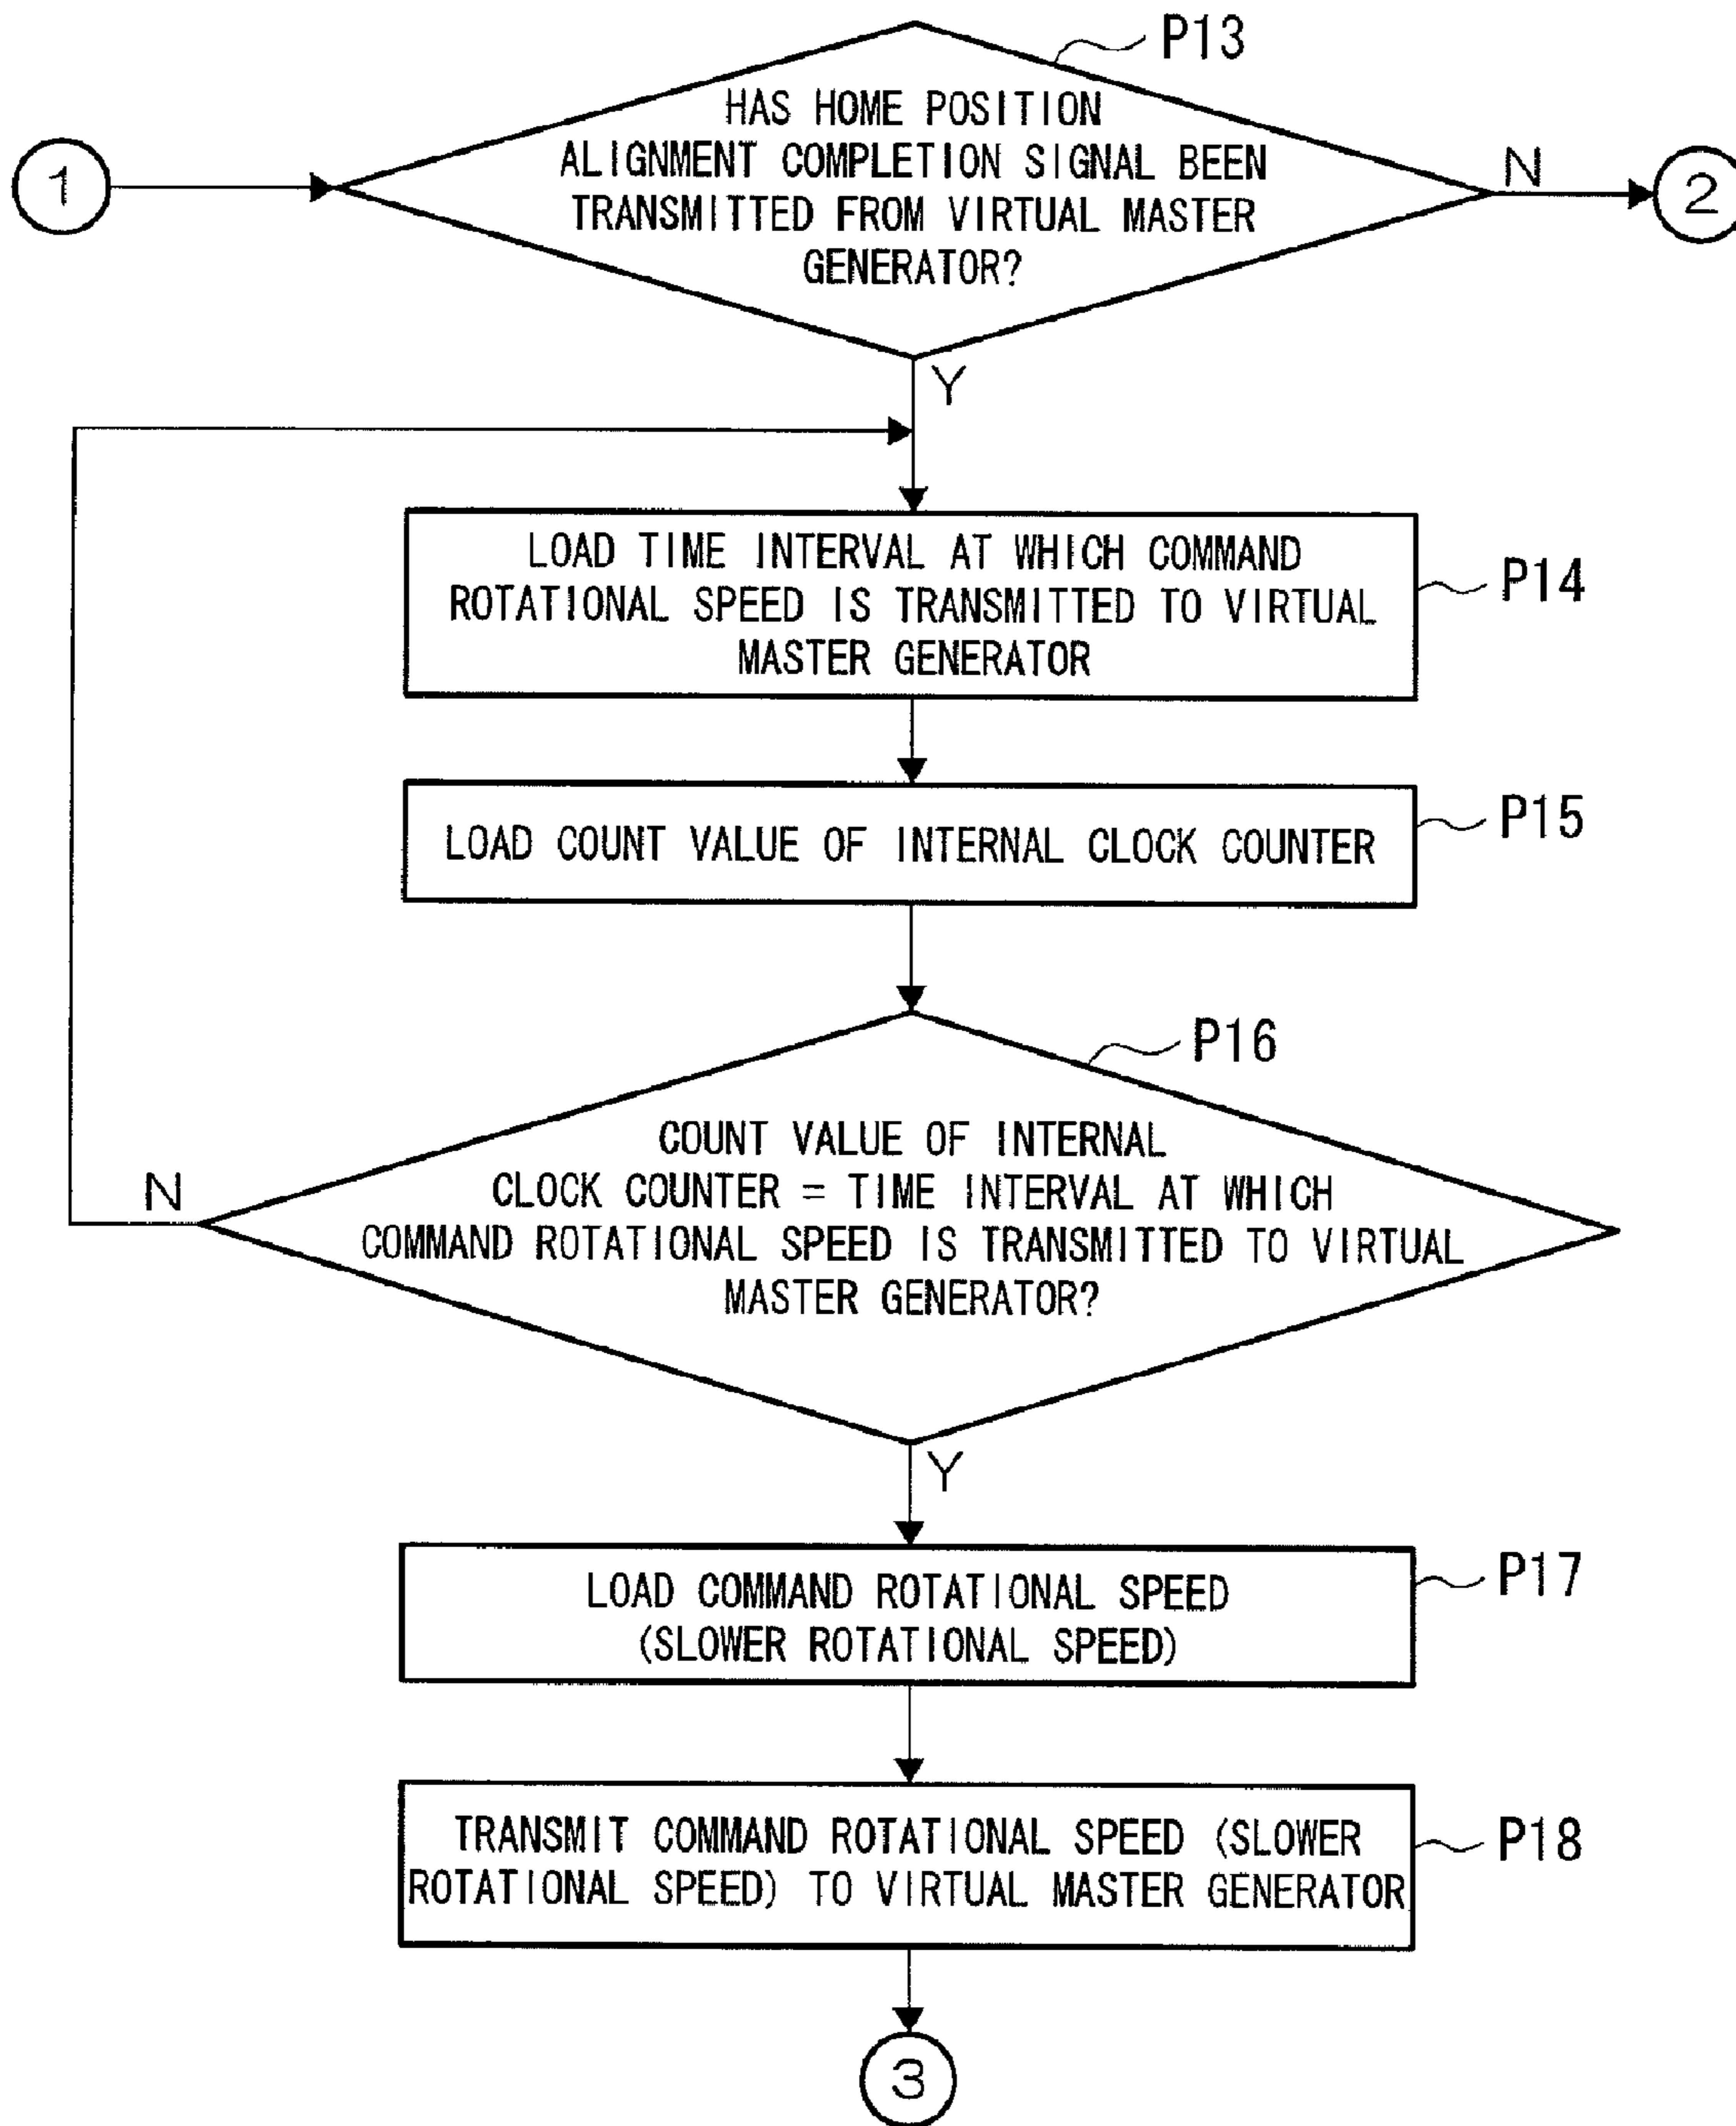 P13
HAS HOME POSITION
ALIGNMENT COMPLETION SIGNAL BEEN
TRANSMITTED FROM VIRTUAL MASTER
GENERATOR?
1
N
2
Y
LOAD TIME INTERVAL AT WHICH COMMAND
ROTATIONAL SPEED IS TRANSMITTED TO VIRTUAL
MASTER GENERATOR
P14
LOAD COUNT VALUE OF INTERNAL CLOCK COUNTER
P15
P16
COUNT VALUE OF INTERNAL
CLOCK COUNTER = TIME INTERVAL AT WHICH
COMMAND ROTATIONAL SPEED IS TRANSMITTED TO VIRTUAL
MASTER GENERATOR?
N
Y
LOAD COMMAND ROTATIONAL SPEED
(SLOWER ROTATIONAL SPEED)
P17
TRANSMIT COMMAND ROTATIONAL SPEED (SLOWER
ROTATIONAL SPEED) TO VIRTUAL MASTER GENERATOR
P18
3